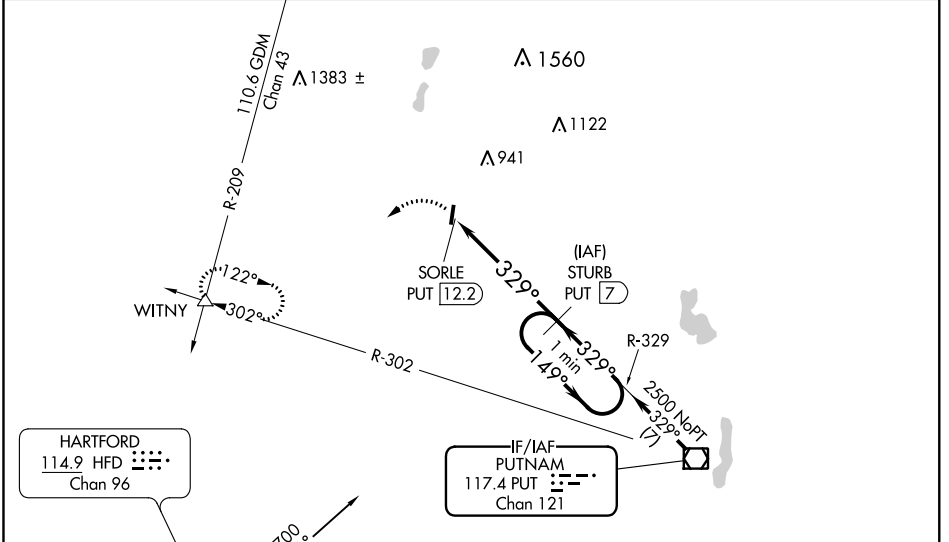 110.6 GDM
Chan 43
R-209
1383 ±
1560
1122
941
122°
302°
WITNY
SORLE
PUT 12.2
329°
(IAF)
STURB
PUT 7
329°
1 min
149°
R-329
2500 NoPT
329°
(7)
R-302
HARTFORD
114.9 HFD
Chan 96
IF/IAF
PUTNAM
117.4 PUT
Chan 121